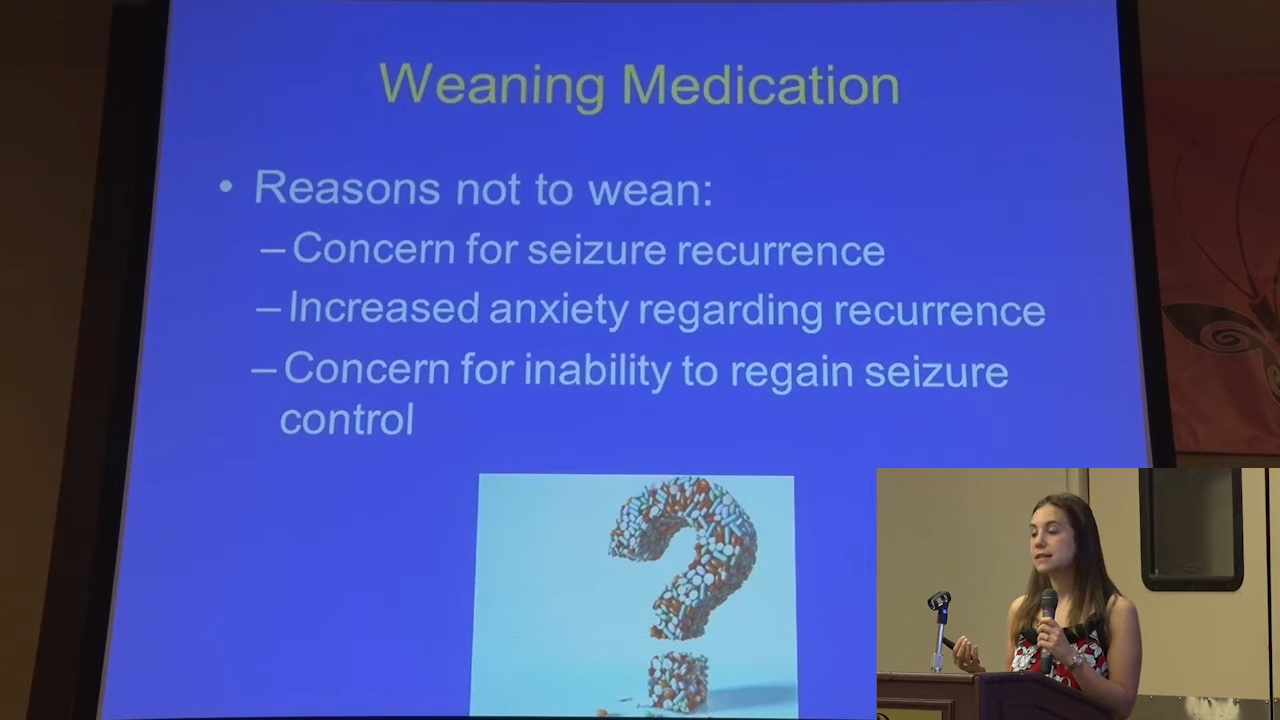 Weaning Medication
• Reasons not to wean:
– Concern for seizure recurrence
– Increased anxiety regarding recurrence
– Concern for inability to regain seizure
control